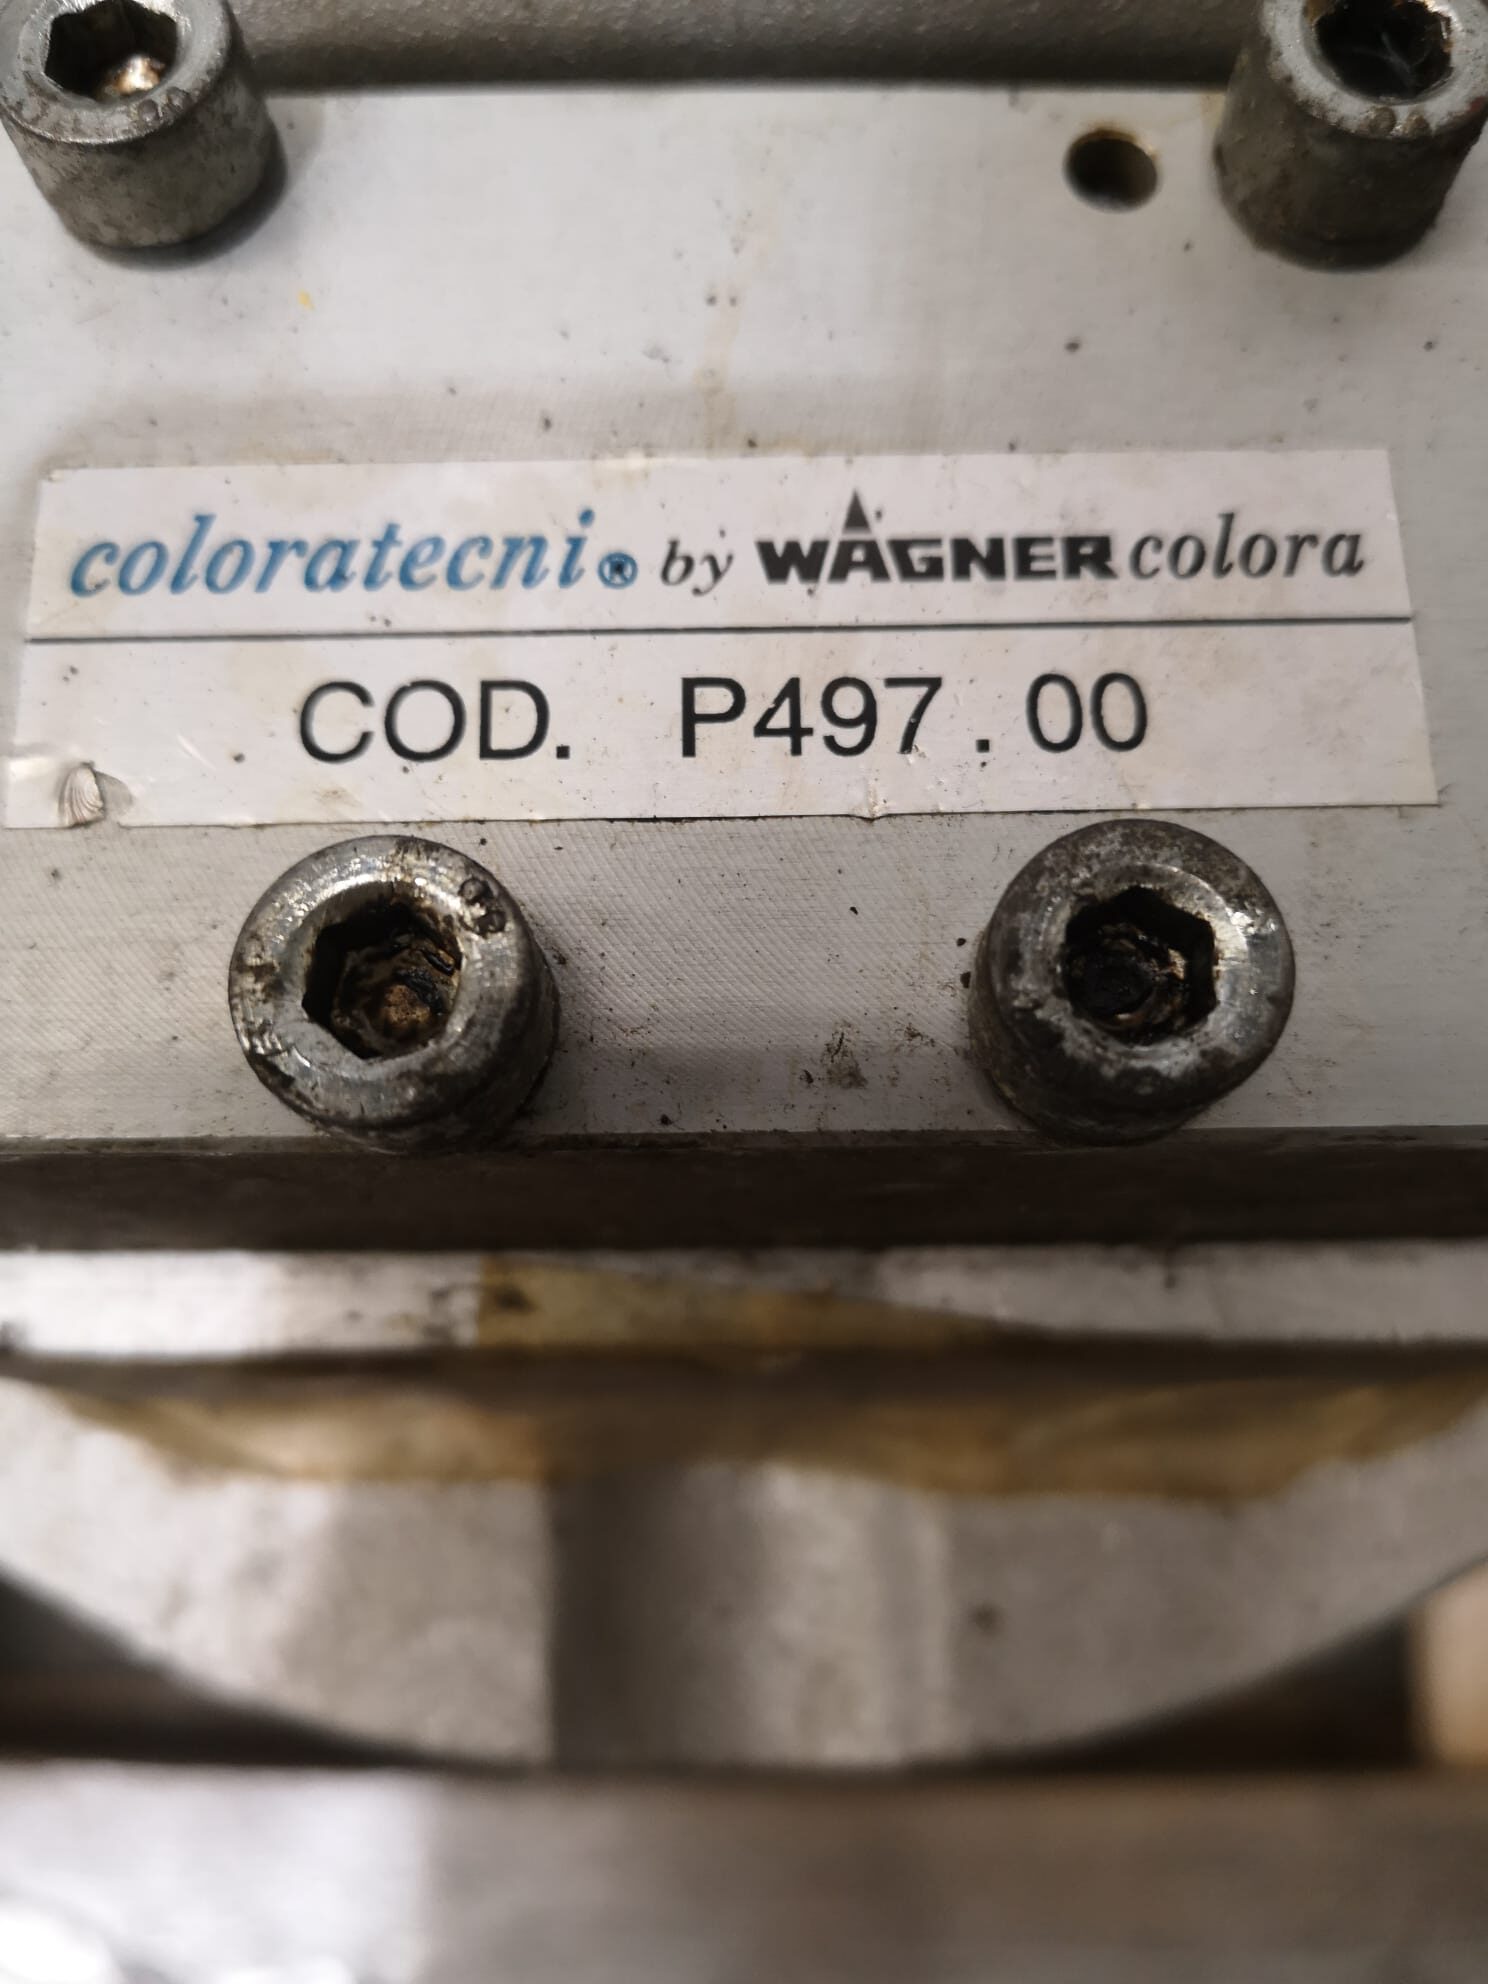 coloratecni® by WAGNER colora
COD. P497.00